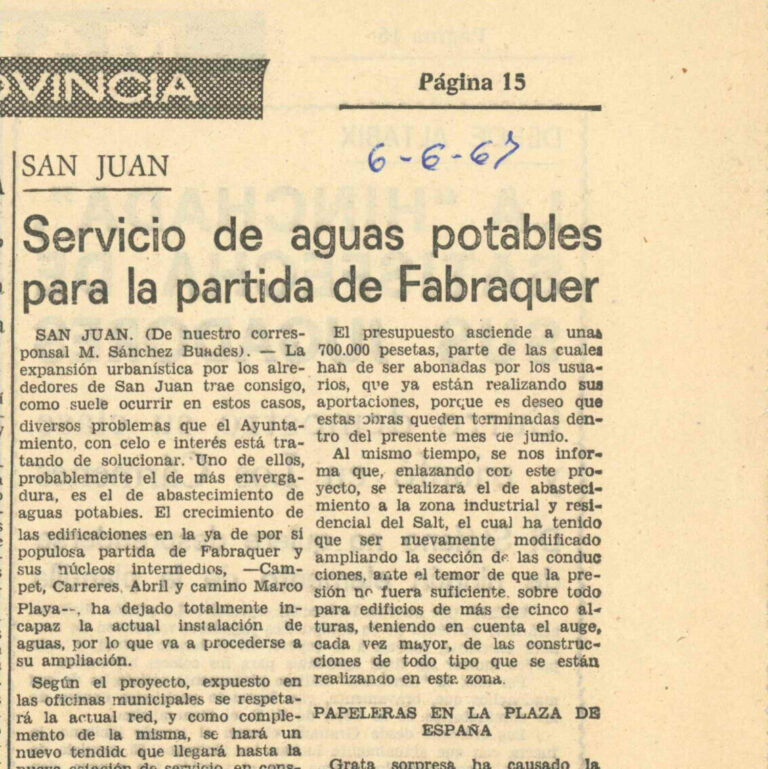 OVINCIA
Página 15
6-6-67
SAN JUAN
Servicio de aguas potables
para la partida de Fabraquer
SAN JUAN. (De nuestro corres-
ponsal M. Sánchez Buades). — La
expansión urbanística por los alre-
dedores de San Juan trae consigo,
como suele ocurrir en estos casos,
diversos problemas que el Ayunta-
miento, con celo e interés está tra-
tando de solucionar. Uno de ellos,
probablemente el de más enverga-
dura, es el de abastecimiento de
aguas potables. El crecimiento de
las edificaciones en la ya de por sí
populosa partida de Fabraquer y
sus núcleos intermedios, —Cam-
pet, Carreres, Abril y camino Marco
Playa—, ha dejado totalmente in-
capaz la actual instalación de
aguas, por lo que va a procederse a
su ampliación.
Según el proyecto, expuesto en
las oficinas municipales se respeta-
rá la actual red, y como comple-
mento de la misma, se hará un
nuevo tendido que llegará hasta la
nueva estación de servicio en cons-
El presupuesto asciende a unas
700.000 pesetas, parte de las cuales
han de ser abonadas por los usua-
rios, que ya están realizando sus
aportaciones, porque es deseo que
estas obras queden terminadas den-
tro del presente mes de junio.
Al mismo tiempo, se nos infor-
ma que, enlazando con este pro-
yecto, se realizará el de abasteci-
miento a la zona industrial y resi-
dencial del Salt, el cual ha tenido
que ser nuevamente modificado
ampliando la sección de las conduc
ciones, ante el temor de que la pre-
sión no fuera suficiente, sobre todo
para edificios de más de cinco al-
turas, teniendo en cuenta el auge,
cada vez mayor, de las construc-
ciones de todo tipo que se están
realizando en esta zona.
PAPELERAS EN LA PLAZA DE
ESPAÑA
Grata sorpresa ha causado la